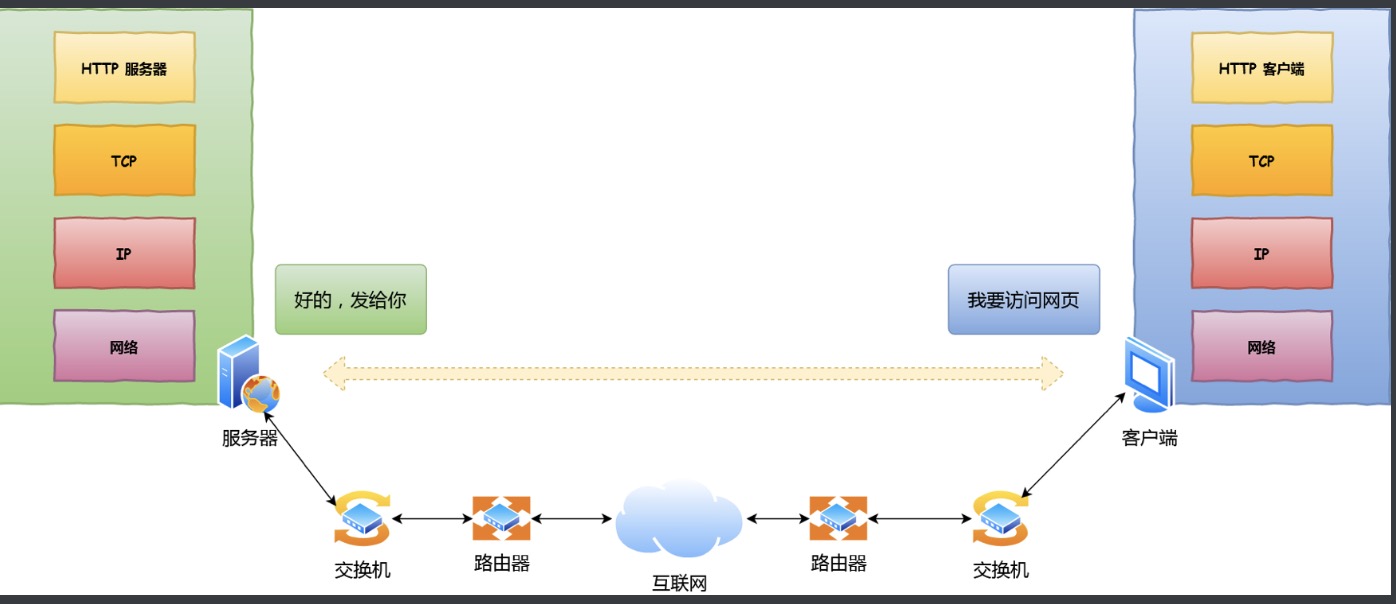 HTTP 服务器
TCP
IP
网络
好的，发给你
服务器
我要访问网页
HTTP 客户端
TCP
IP
网络
客户端
交换机
路由器
互联网
路由器
交换机